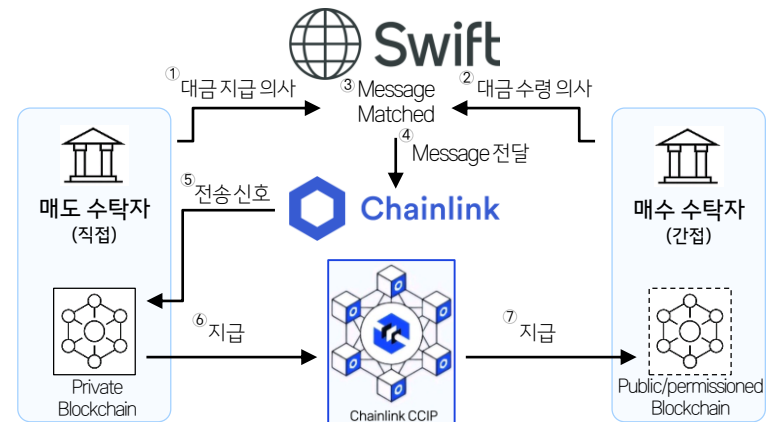 Swift
① 대금 지급 의사
③ Message
Matched
② 대금 수령 의사
④ Message 전달
⑤ 전송 신호
Chainlink
매도 수탁자
(직접)
매수 수탁자
(간접)
⑥ 지급
⑦ 지급
Private
Blockchain
Chainlink CCIP
Public/permissioned
Blockchain